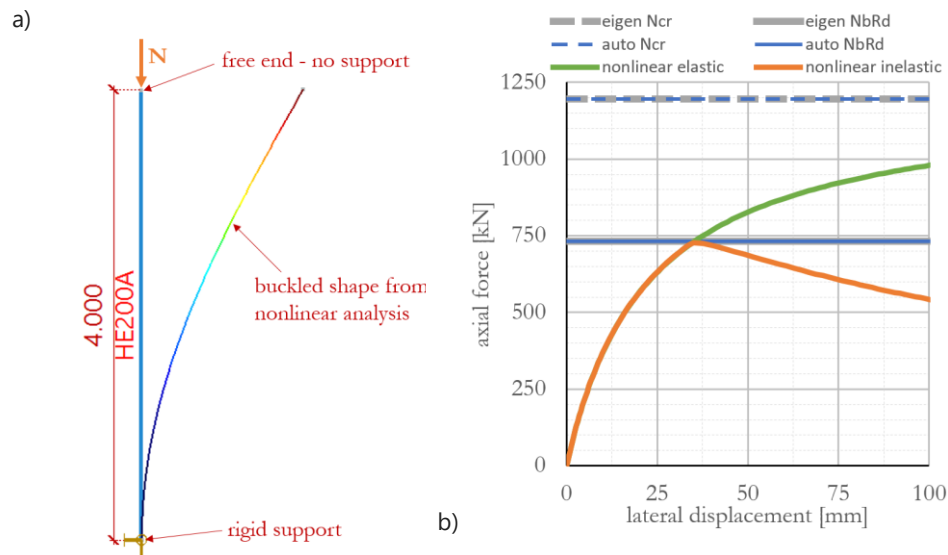 a)
N
free end - no support
4.000
HE200A
buckled shape from
nonlinear analysis
rigid support
b)
eigen Ncr
eigen NbRd
auto Ncr
auto NbRd
nonlinear elastic
nonlinear inelastic
1250
1000
750
500
250
0
axial force [kN]
0 25 50 75 100
lateral displacement [mm]